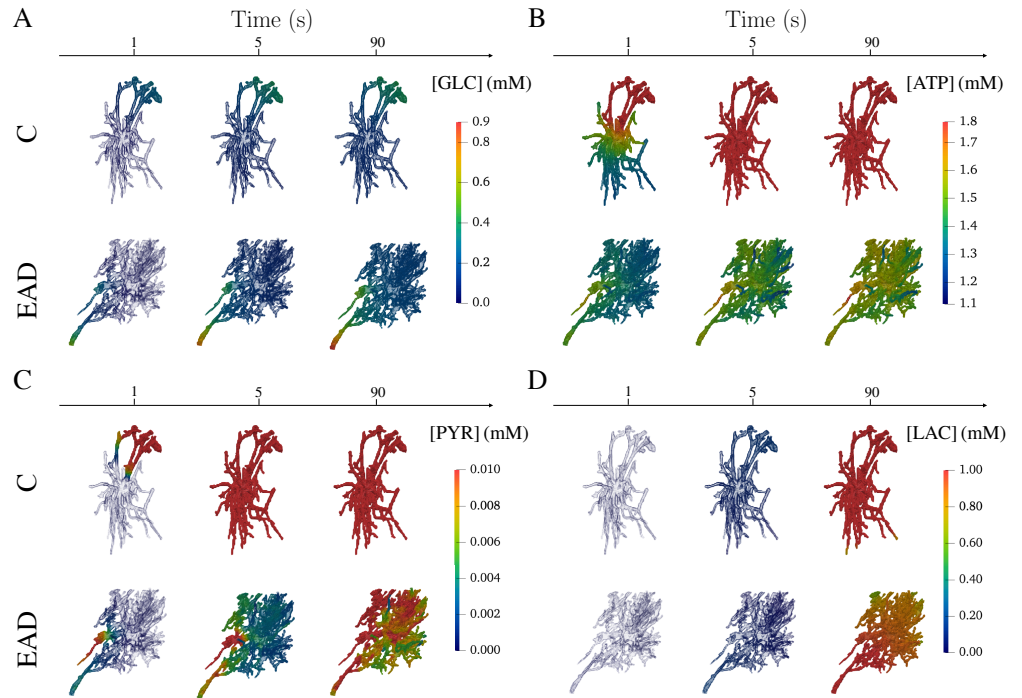 A
Time (s)
1 5 90
[GLC] (mM)
C
0.9
0.8
0.6
0.4
0.2
0.0
EAD
B
Time (s)
1 5 90
[ATP] (mM)
C
1.8
1.7
1.6
1.5
1.4
1.3
1.2
1.1
EAD
C
1 5 90
[PYR] (mM)
C
0.010
0.008
0.006
0.004
0.002
0.000
EAD
D
1 5 90
[LAC] (mM)
C
1.00
0.80
0.60
0.40
0.20
0.00
EAD